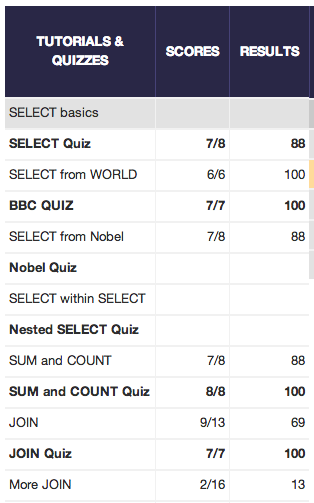 TUTORIALS & QUIZZES SCORES RESULTS
SELECT basics
SELECT Quiz 7/8 88
SELECT from WORLD 6/6 100
BBC QUIZ 7/7 100
SELECT from Nobel 7/8 88
Nobel Quiz
SELECT within SELECT
Nested SELECT Quiz
SUM and COUNT 7/8 88
SUM and COUNT Quiz 8/8 100
JOIN 9/13 69
JOIN Quiz 7/7 100
More JOIN 2/16 13